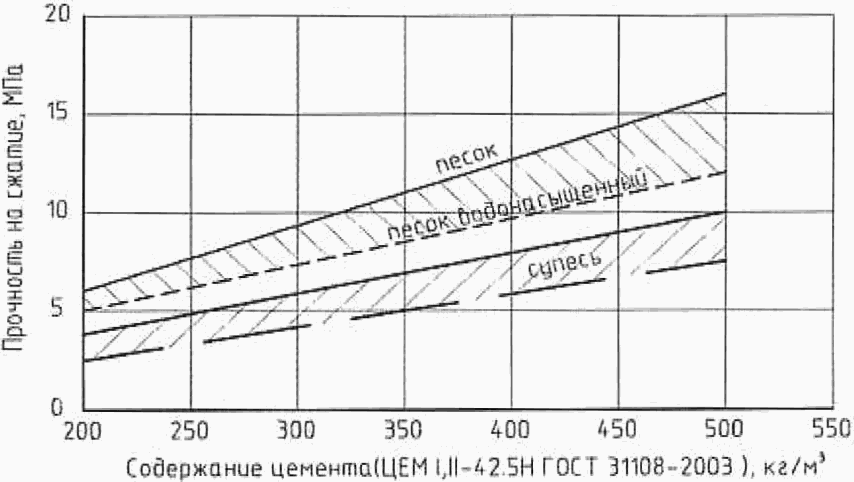 Прочность на сжатие, МПа
20
15
10
5
0
песок
песок водонасыщенный
супесь
200 250 300 350 400 450 500 550
Содержание цемента(ЦЕМ I,II-42.5Н ГОСТ 31108-2003 ), кг/м³